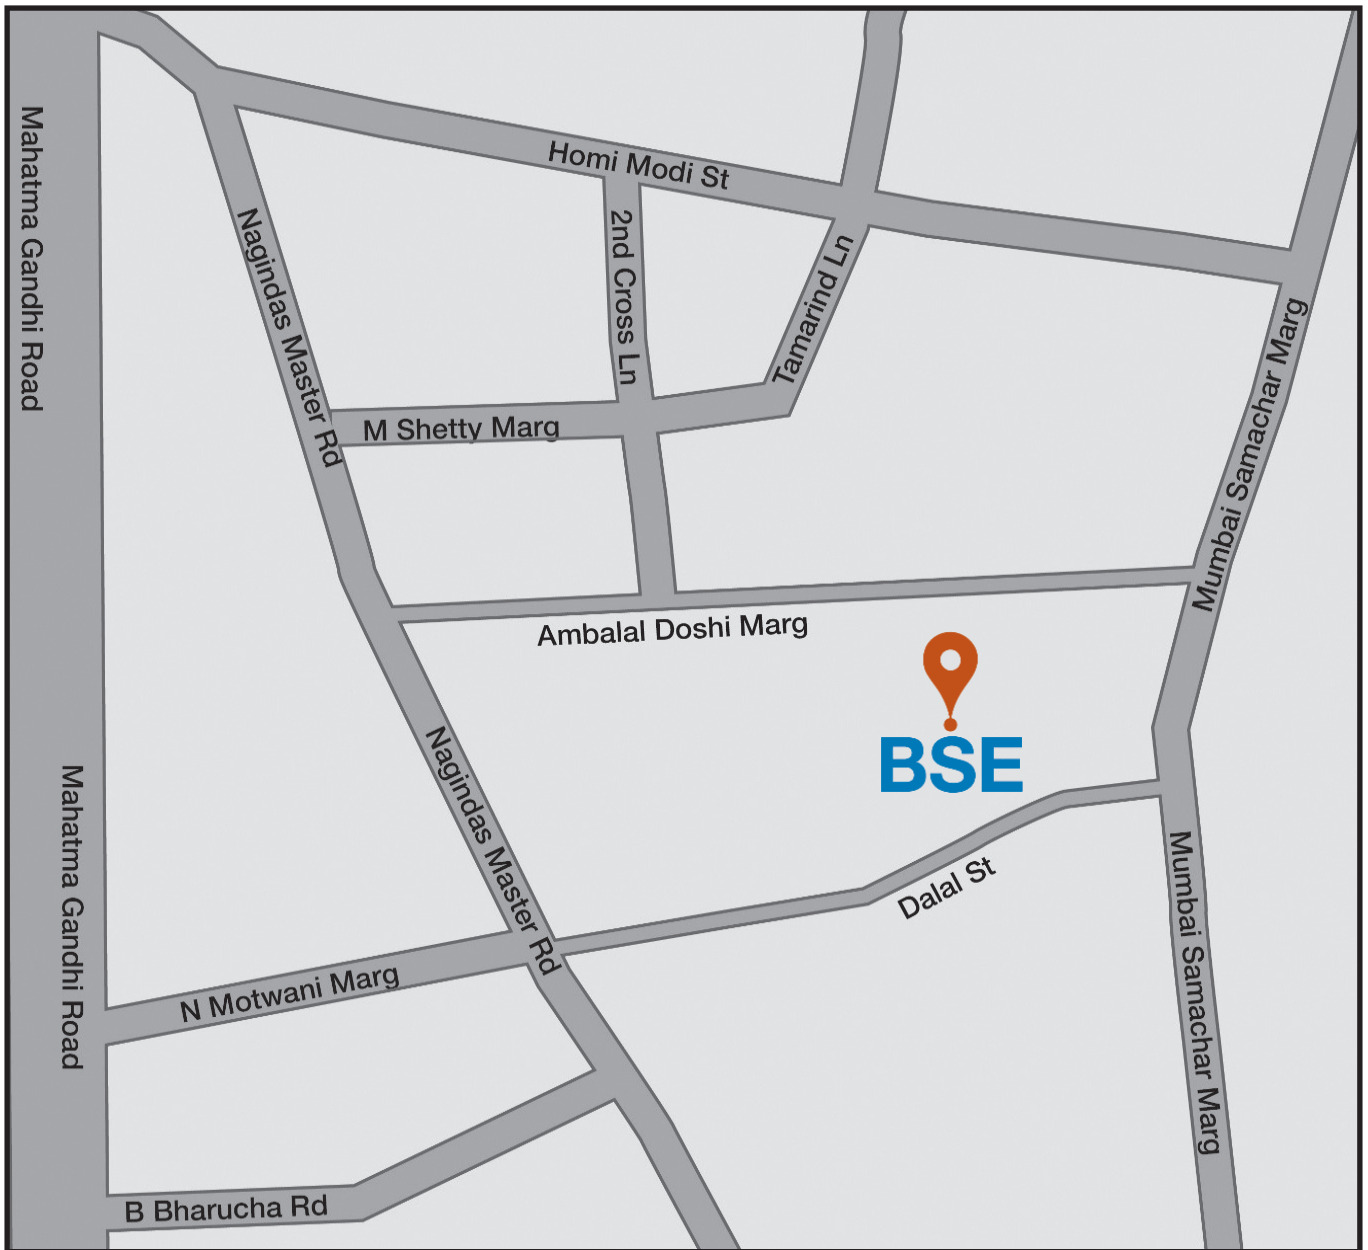 Mahatma Gandhi Road
Homi Modi St
Nagindas Master Rd
2nd Cross Ln
Tamarind Ln
Mumbai Samachar Marg
M Shetty Marg
Ambalal Doshi Marg
BSE
Nagindas Master Rd
Mahatma Gandhi Road
Dalal St
Mumbai Samachar Marg
N Motwani Marg
B Bharucha Rd